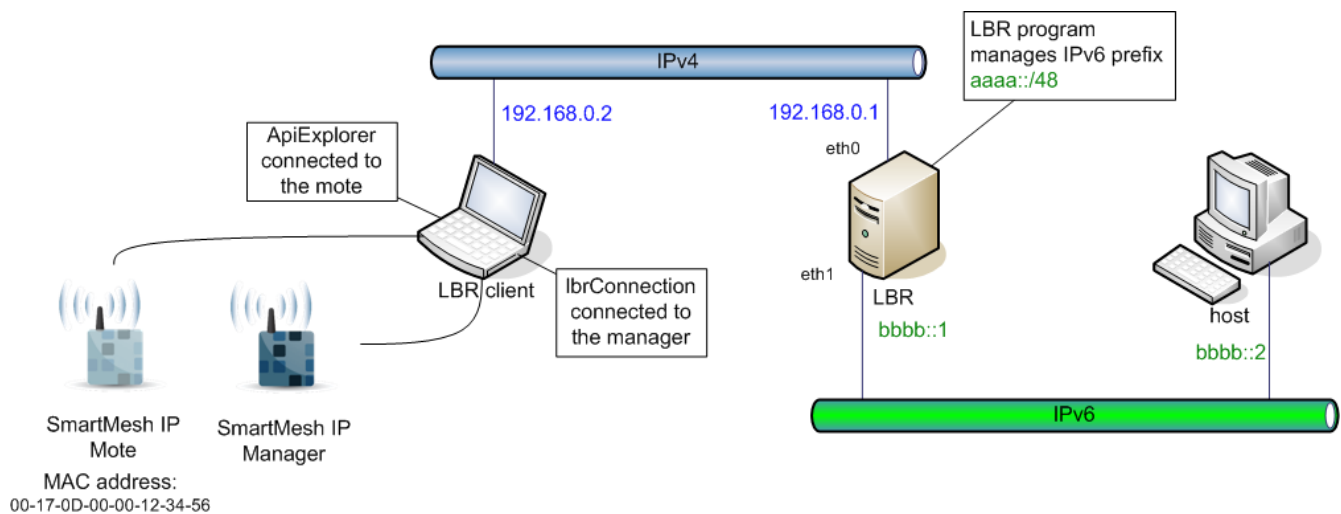 IPv4
LBR program
manages IPv6 prefix
aaaa::/48
192.168.0.2
192.168.0.1
ApiExplorer
connected to
the mote
eth0
LBR client
lbrConnection
connected to
the manager
eth1
LBR
bbbb::1
host
bbbb::2
IPv6
SmartMesh IP
Mote
SmartMesh IP
Manager
MAC address:
00-17-0D-00-00-12-34-56